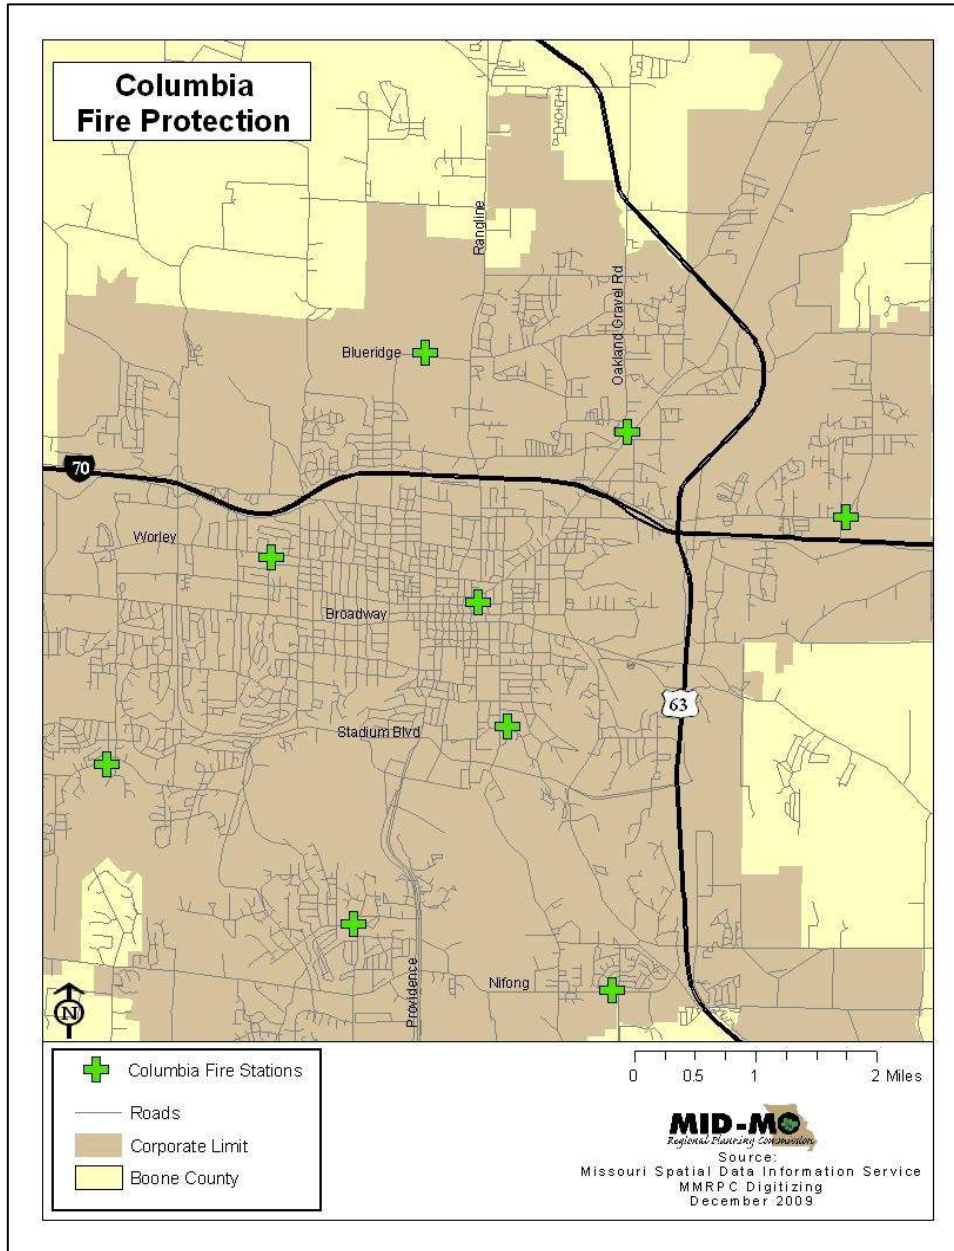 Columbia
Fire Protection
Rangline
Oakland Gravel Rd
Blueridge
70
Worley
Broadway
63
Stadium Blvd
Providence
Nifong
N
Columbia Fire Stations
Roads
Corporate Limit
Boone County
0 0.5 1 2 Miles
MID-MO
Regional Planning Commission
Source:
Missouri Spatial Data Information Service
MMRPC Digitizing
December 2009